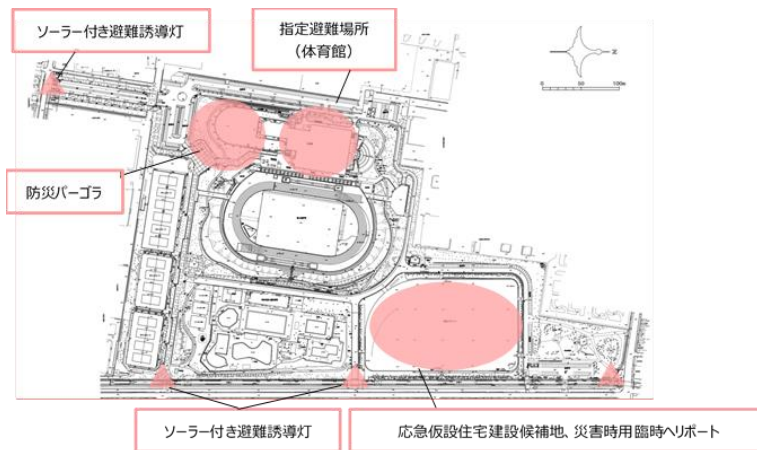 ソーラー付き避難誘導灯
指定避難場所
（体育館）
N
0 50 100m
防災パーゴラ
ソーラー付き避難誘導灯
応急仮設住宅建設候補地、災害時用臨時ヘリポート